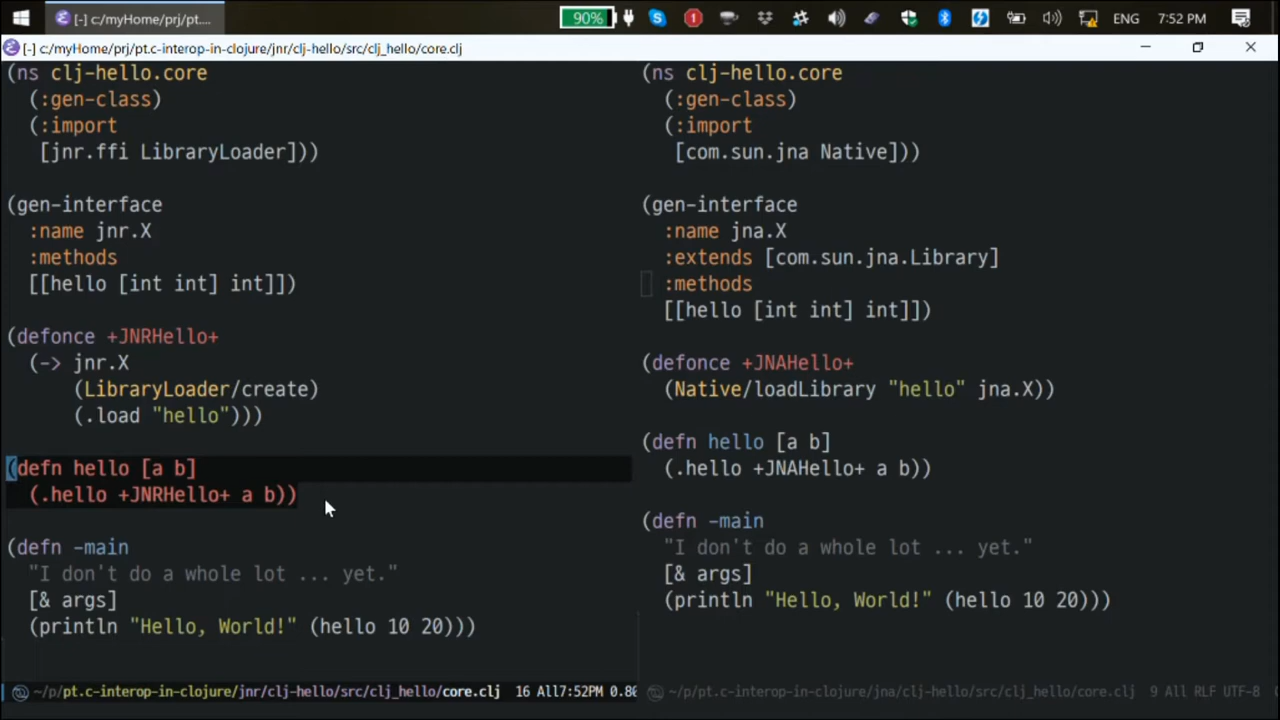 [-] c:/myHome/prj/pt....
90%
ENG
7:52 PM
[-] c:/myHome/prj/pt.c-interop-in-clojure/jnr/clj-hello/src/clj_hello/core.clj
(ns clj-hello.core
(:gen-class)
(:import
[jnr.ffi LibraryLoader]))
(gen-interface
:name jnr.X
:methods
[[hello [int int] int]])
(defonce +JNRHello+
(-> jnr.X
(LibraryLoader/create)
(.load "hello")))
(defn hello [a b]
(.hello +JNRHello+ a b))
(defn -main
"I don't do a whole lot ... yet."
[& args]
(println "Hello, World!" (hello 10 20)))
~/p/pt.c-interop-in-clojure/jnr/clj-hello/src/clj_hello/core.clj 16 All7:52PM 0.80
(ns clj-hello.core
(:gen-class)
(:import
[com.sun.jna Native]))
(gen-interface
:name jna.X
:extends [com.sun.jna.Library]
:methods
[[hello [int int] int]])
(defonce +JNAHello+
(Native/loadLibrary "hello" jna.X))
(defn hello [a b]
(.hello +JNAHello+ a b))
(defn -main
"I don't do a whole lot ... yet."
[& args]
(println "Hello, World!" (hello 10 20)))
~/p/pt.c-interop-in-clojure/jna/clj-hello/src/clj_hello/core.clj 9 All RLF UTF-8